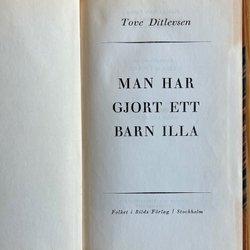 Tove Ditlevsen
MAN HAR
GJORT ETT
BARN ILLA
Folket i Bilds Förlag / Stockholm